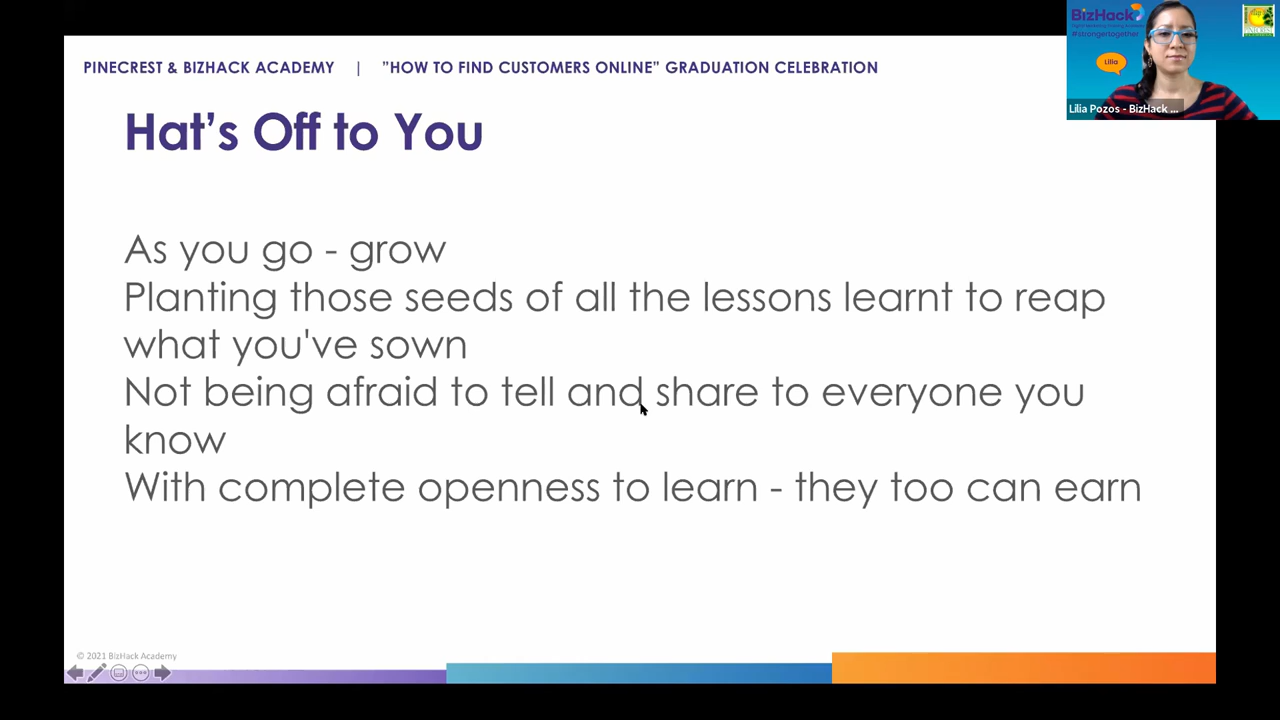 PINECREST & BIZHACK ACADEMY | "HOW TO FIND CUSTOMERS ONLINE" GRADUATION CELEBRATION
Hat's Off to You
As you go - grow
Planting those seeds of all the lessons learnt to reap
what you've sown
Not being afraid to tell and share to everyone you
know
With complete openness to learn - they too can earn
© 2021 BizHack Academy
BizHack
#strongertogether
Lilia
Lilia Pozos - BizHack ...